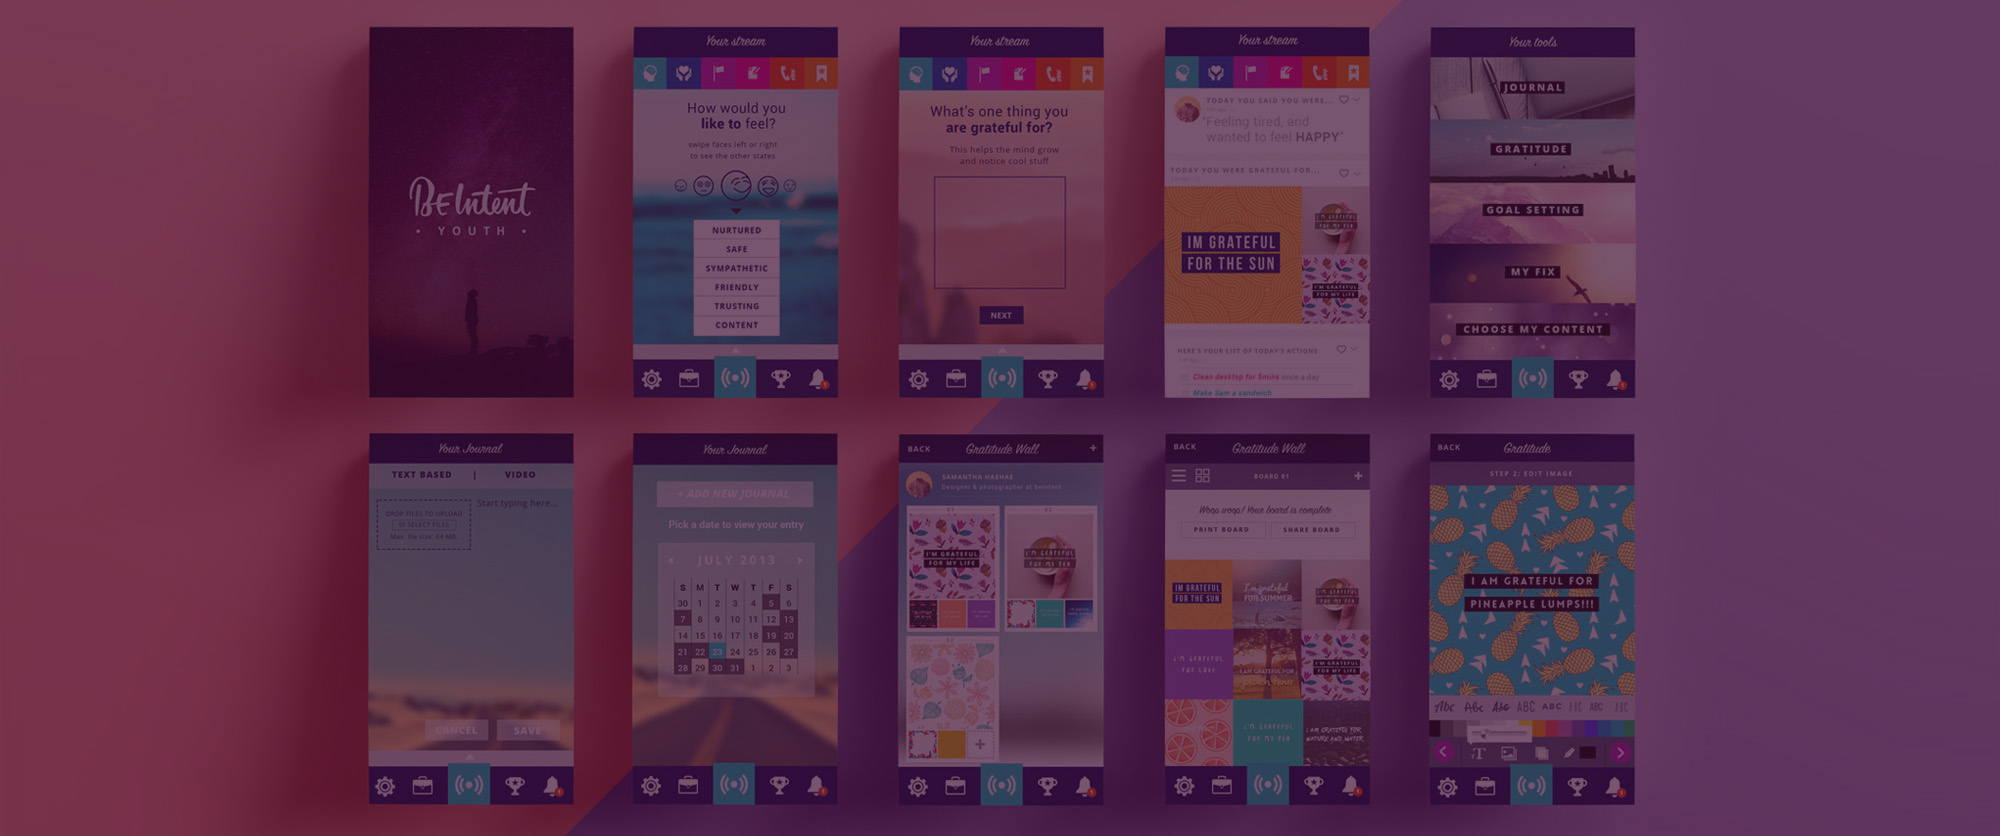 BE Intent
• YOUTH •
Your stream
How would you
like to feel?
swipe faces left or right
to see the other states
NURTURED
SAFE
SYMPATHETIC
FRIENDLY
TRUSTING
CONTENT
Your stream
What's one thing you
are grateful for?
This helps the mind grow
and notice cool stuff
NEXT
Your stream
TODAY YOU SAID YOU WERE...
"Feeling tired, and
wanted to feel HAPPY"
TODAY YOU WERE GRATEFUL FOR...
IM GRATEFUL
FOR THE SUN
I'M GRATEFUL
FOR MY TEA
I'M GRATEFUL
FOR MY LIFE
HERE'S YOUR LIST OF TODAY'S ACTIONS
Clean desktop for 5mins once a day
Make Sam a sandwich
Your tools
JOURNAL
GRATITUDE
GOAL SETTING
MY FIX
CHOOSE MY CONTENT
Your Journal
TEXT BASED | VIDEO
DROP FILES TO UPLOAD
SELECT FILES
Max. file size: 64 MB
Start typing here...
CANCEL SAVE
Your Journal
+ ADD NEW JOURNAL
Pick a date to view your entry
JULY 2013
S M T W T F S
30 1 2 3 4 5 6
7 8 9 10 11 12 13
14 15 16 17 18 19 20
21 22 23 24 25 26 27
28 29 30 31 1 2 3
BACK Gratitude Wall +
SAMANTHA HASHAE
Designer & photographer at beintent
I'M GRATEFUL
FOR MY LIFE
I'M GRATEFUL
FOR MY TEA
BACK Gratitude Wall
BOARD 01 +
Woop woop! Your board is complete
PRINT BOARD SHARE BOARD
IM GRATEFUL
FOR THE SUN
I'm grateful
FOR SUMMER
I'M GRATEFUL
FOR MY TEA
I'M GRATEFUL
FOR LOVE
I AM GRATEFUL FOR
I'M GRATEFUL
FOR MY LIFE
I'M GRATEFUL
FOR MY TEA
I AM GRATEFUL FOR
NATURE AND WATER
BACK Gratitude
STEP 2: EDIT IMAGE
I AM GRATEFUL FOR
PINEAPPLE LUMPS!!!
Abc Abc Abc ABC ABC ABC ABC ABC
T